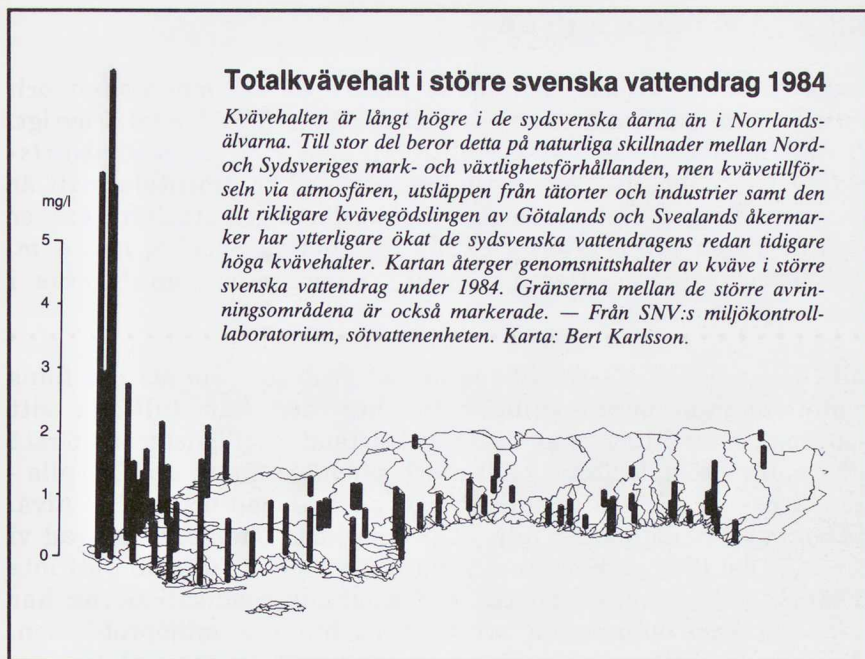 Totalkvävehalt i större svenska vattendrag 1984
Kvävehalten är långt högre i de sydsvenska åarna än i Norrlands-
älvarna. Till stor del beror detta på naturliga skillnader mellan Nord-
och Sydsveriges mark- och växtlighetsförhållanden, men kvävetillför-
seln via atmosfären, utsläppen från tätorter och industrier samt den
allt rikligare kvävegödslingen av Götalands och Svealands åkermar-
ker har ytterligare ökat de sydsvenska vattendragens redan tidigare
höga kvävehalter. Kartan återger genomsnittshalter av kväve i större
svenska vattendrag under 1984. Gränserna mellan de större avrin-
ningsområdena är också markerade. — Från SNV:s miljökontroll-
laboratorium, sötvattenenheten. Karta: Bert Karlsson.
mg/l
5
4
3
2
1
0